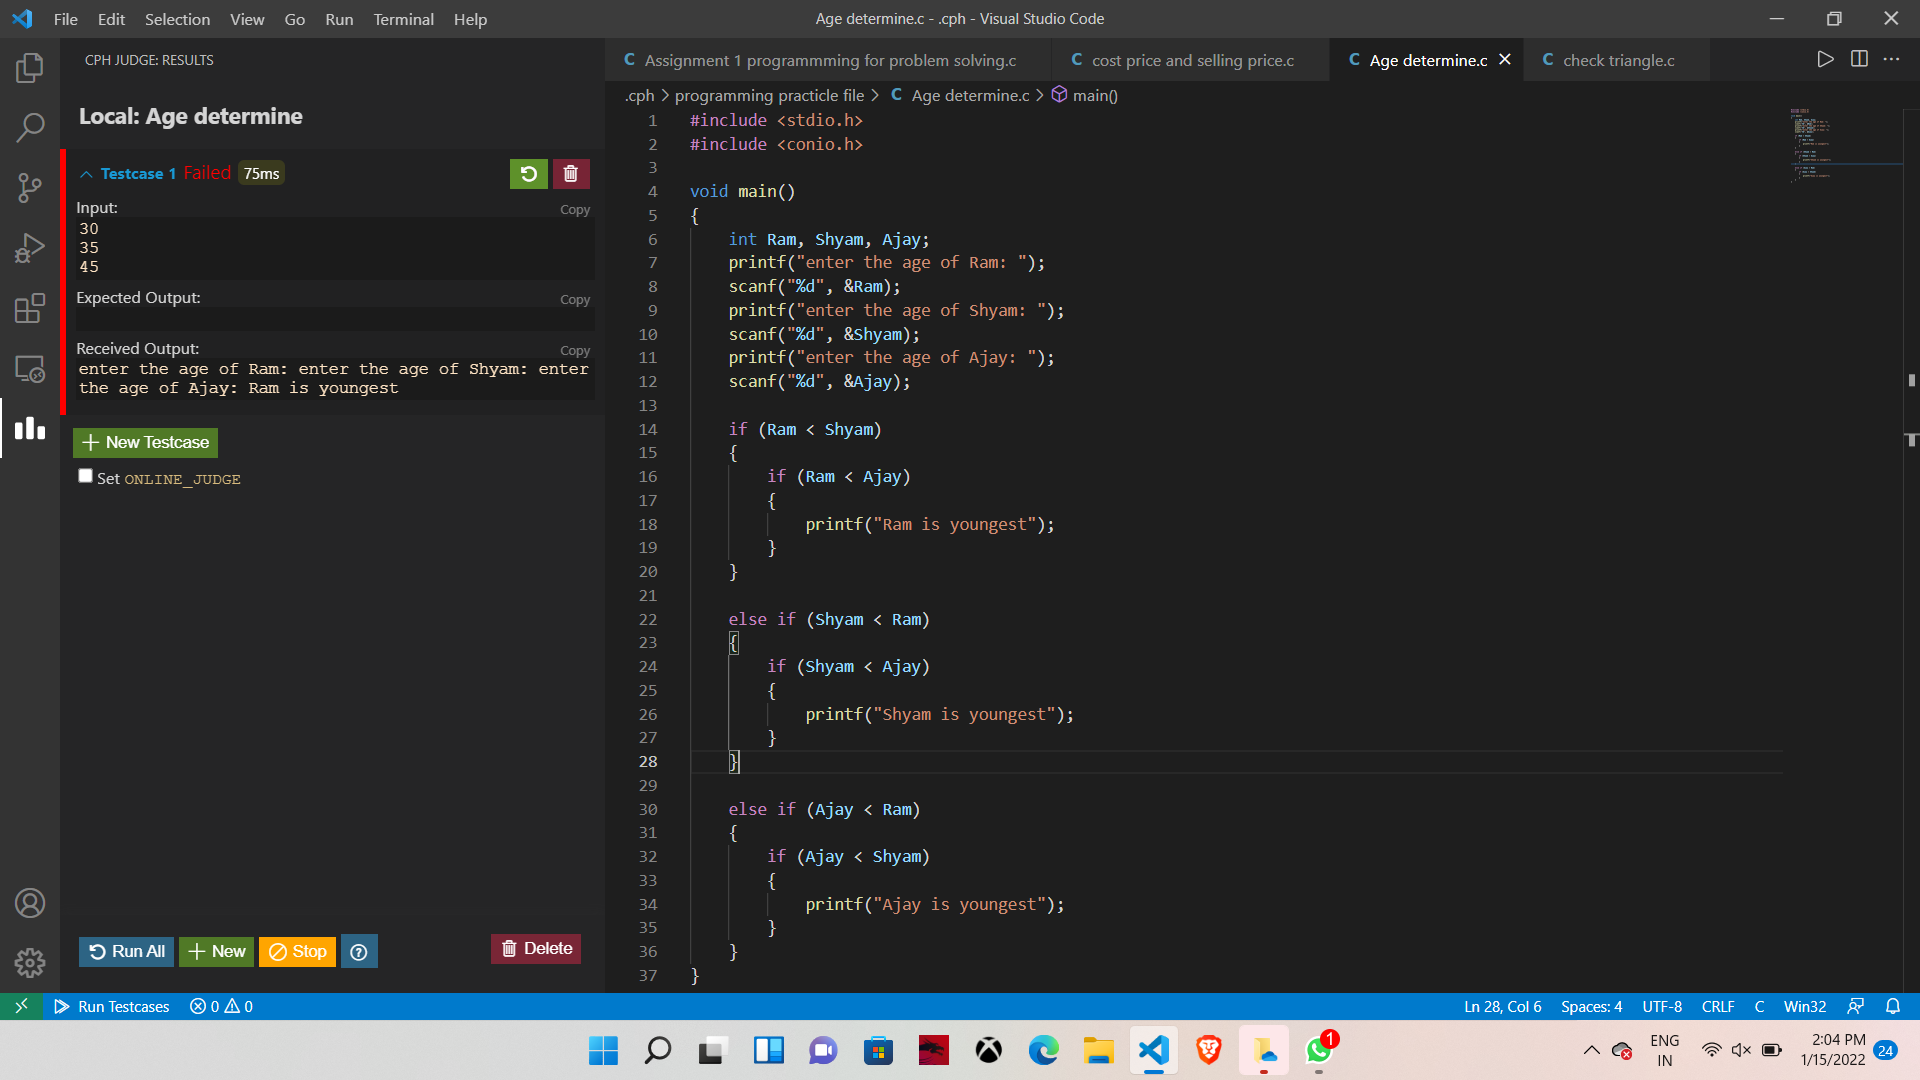 File Edit Selection View Go Run Terminal Help
Age determine.c - .cph - Visual Studio Code
CPH JUDGE: RESULTS
Local: Age determine
Testcase 1 Failed 75ms
Input:
Copy
30
35
45
Expected Output:
Copy
Received Output:
Copy
enter the age of Ram: enter the age of Shyam: enter
the age of Ajay: Ram is youngest
New Testcase
Set ONLINE_JUDGE
Run All New Stop Delete
C Assignment 1 programmming for problem solving.c
C cost price and selling price.c
C Age determine.c
C check triangle.c
.cph > programming practicle file > C Age determine.c > main()
1 #include <stdio.h>
2 #include <conio.h>
3
4 void main()
5 {
6 int Ram, Shyam, Ajay;
7 printf("enter the age of Ram: ");
8 scanf("%d", &Ram);
9 printf("enter the age of Shyam: ");
10 scanf("%d", &Shyam);
11 printf("enter the age of Ajay: ");
12 scanf("%d", &Ajay);
13
14 if (Ram < Shyam)
15 {
16 if (Ram < Ajay)
17 {
18 printf("Ram is youngest");
19 }
20 }
21
22 else if (Shyam < Ram)
23 {
24 if (Shyam < Ajay)
25 {
26 printf("Shyam is youngest");
27 }
28 }
29
30 else if (Ajay < Ram)
31 {
32 if (Ajay < Shyam)
33 {
34 printf("Ajay is youngest");
35 }
36 }
37 }
Run Testcases 0 0
Ln 28, Col 6 Spaces: 4 UTF-8 CRLF C Win32
1
ENG
IN
2:04 PM
1/15/2022
24